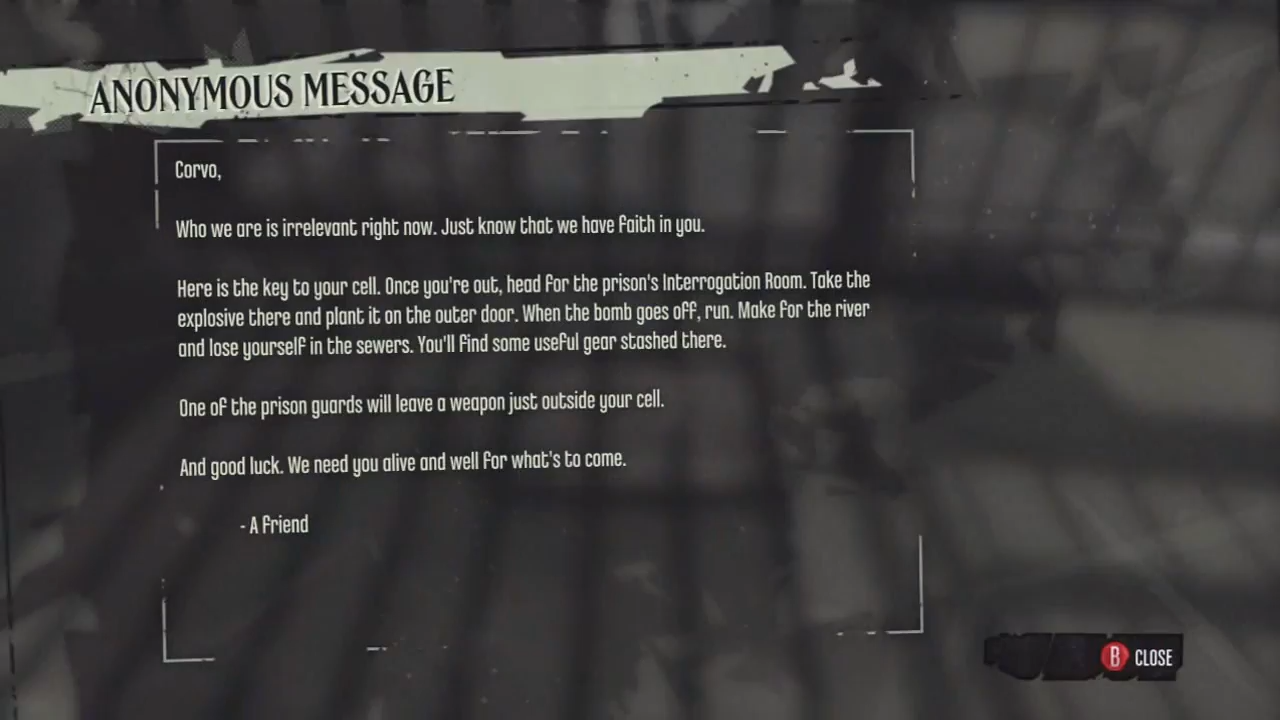 ANONYMOUS MESSAGE
Corvo,
Who we are is irrelevant right now. Just know that we have faith in you.
Here is the key to your cell. Once you're out, head for the prison's Interrogation Room. Take the
explosive there and plant it on the outer door. When the bomb goes off, run. Make for the river
and lose yourself in the sewers. You'll find some useful gear stashed there.
One of the prison guards will leave a weapon just outside your cell.
And good luck. We need you alive and well for what's to come.
- A Friend
B CLOSE